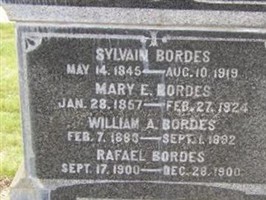 SYLVAIN BORDES
MAY 14. 1845 — AUG. 10. 1919
MARY E. BORDES
JAN. 28. 1857 — FEB. 27. 1924
WILLIAM A. BORDES
FEB. 7. 1883 — SEPT. 1. 1892
RAFAEL BORDES
SEPT. 17. 1900 — DEC. 28. 1900.